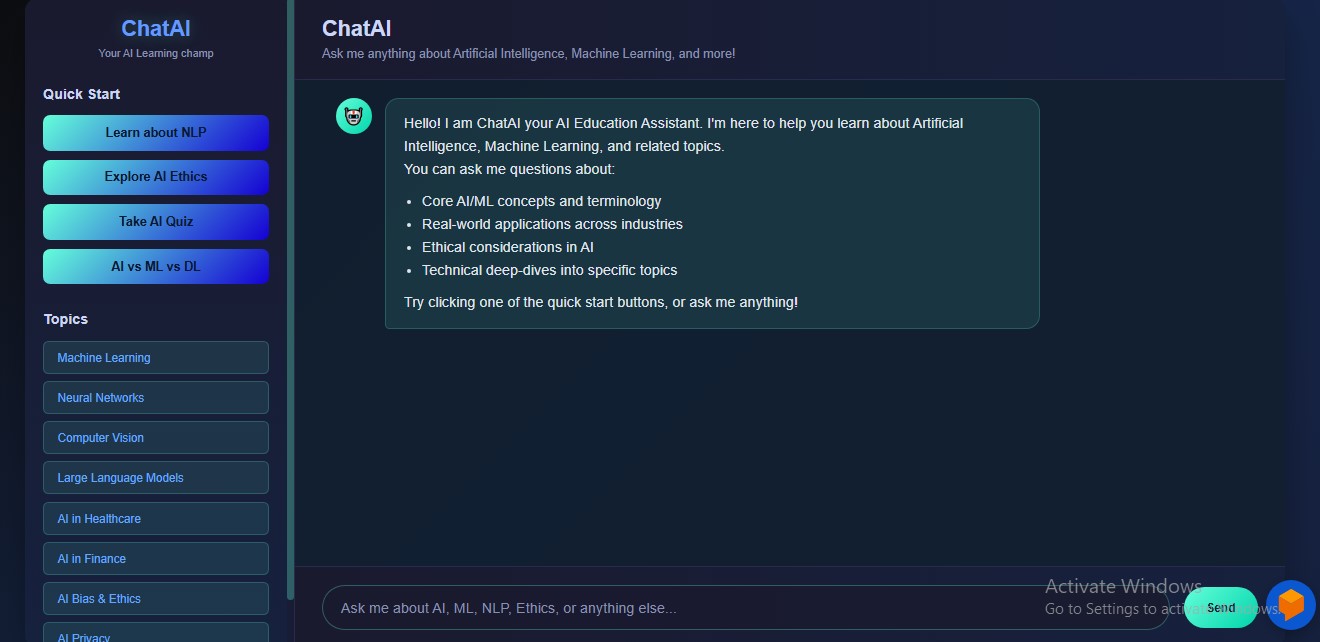 ChatAI
Your AI Learning champ
Quick Start
Learn about NLP
Explore AI Ethics
Take AI Quiz
AI vs ML vs DL
Topics
Machine Learning
Neural Networks
Computer Vision
Large Language Models
AI in Healthcare
AI in Finance
AI Bias & Ethics
AI Privacy
ChatAI
Ask me anything about Artificial Intelligence, Machine Learning, and more!
Hello! I am ChatAI your AI Education Assistant. I'm here to help you learn about Artificial
Intelligence, Machine Learning, and related topics.
You can ask me questions about:
• Core AI/ML concepts and terminology
• Real-world applications across industries
• Ethical considerations in AI
• Technical deep-dives into specific topics
Try clicking one of the quick start buttons, or ask me anything!
Ask me about AI, ML, NLP, Ethics, or anything else...
Send
Activate Windows
Go to Settings to activate Windows.